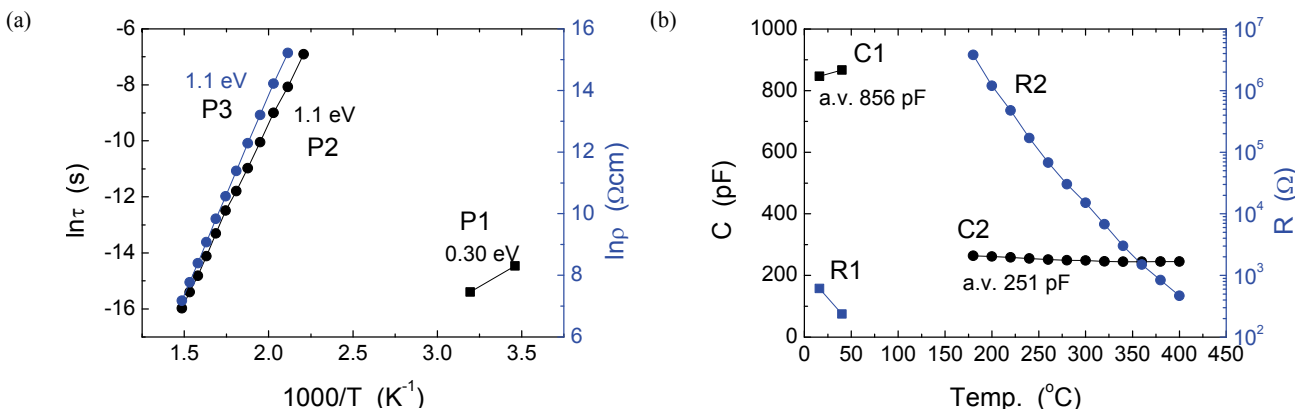 (a)
-6
-8
-10
-12
-14
-16
lnτ (s)
1.1 eV
P3
1.1 eV
P2
P1
0.30 eV
16
14
12
10
8
6
lnρ (Ωcm)
1.5 2.0 2.5 3.0 3.5
1000/T (K⁻¹)
(b)
1000
800
600
400
200
0
C (pF)
C1
a.v. 856 pF
R2
C2
a.v. 251 pF
R1
10⁷
10⁶
10⁵
10⁴
10³
10²
R (Ω)
0 50 100 150 200 250 300 350 400 450
Temp. (°C)